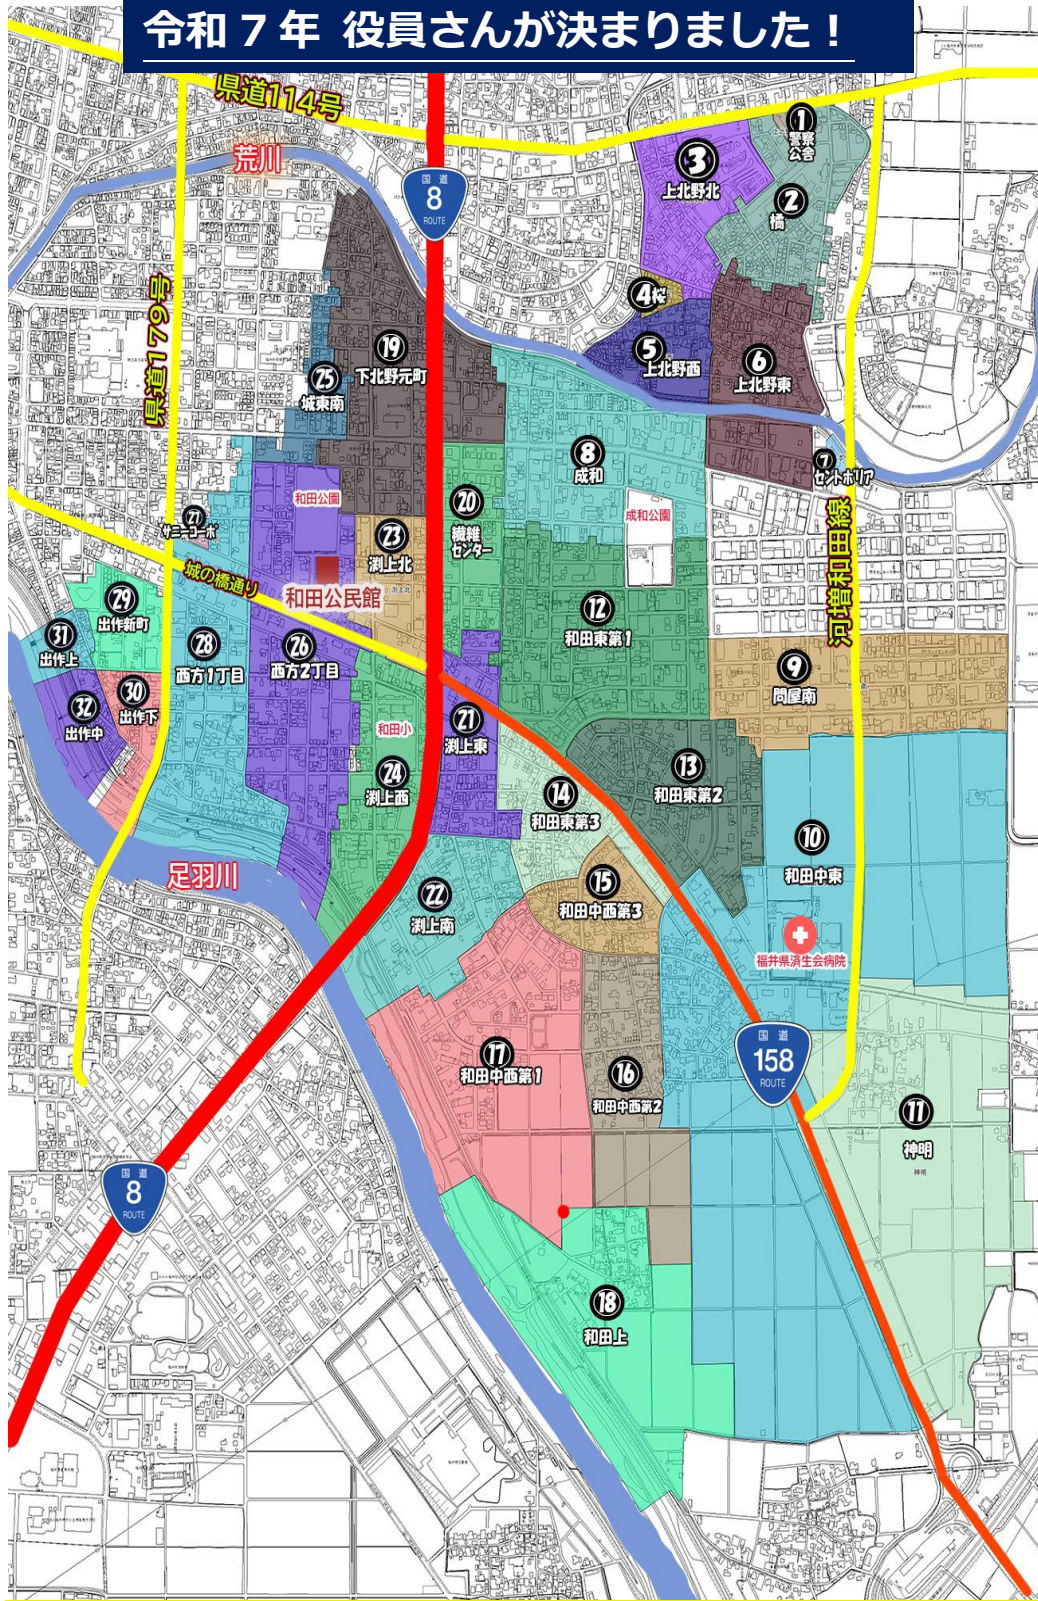 令和７年 役員さんが決まりました！
県道114号
荒川
国道
8
ROUTE
①
警察
公舎
②
橘
③
上北野北
④桜
⑤
上北野西
⑥
上北野東
⑦
セントポリア
県道179号
⑲
下北野元町
㉕
城東南
⑧
成和
成和公園
和田公園
⑳
繊維
センター
㉓
渕上北
渕上北
㉗
サニーコーポ
城の橋通り
和田公民館
河増和田線
⑫
和田東第１
㉙
出作新町
㉛
出作上
㉘
西方1丁目
㉖
西方2丁目
⑨
問屋南
㉚
出作下
㉜
出作中
和田小
㉑
渕上東
㉔
渕上西
⑬
和田東第２
⑭
和田東第３
⑩
和田中東
足羽川
㉒
渕上南
⑮
和田中西第３
福井県済生会病院
⑰
和田中西第１
⑯
和田中西第２
国道
158
ROUTE
⑪
神明
神明
国道
8
ROUTE
⑱
和田上